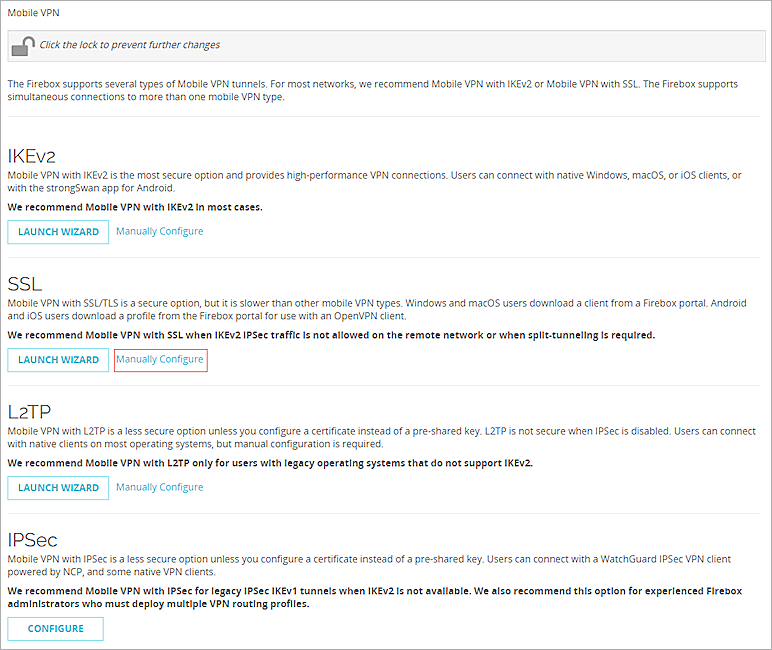 Mobile VPN
Click the lock to prevent further changes
The Firebox supports several types of Mobile VPN tunnels. For most networks, we recommend Mobile VPN with IKEv2 or Mobile VPN with SSL. The Firebox supports
simultaneous connections to more than one mobile VPN type.
IKEv2
Mobile VPN with IKEv2 is the most secure option and provides high-performance VPN connections. Users can connect with native Windows, macOS, or iOS clients, or
with the strongSwan app for Android.
We recommend Mobile VPN with IKEv2 in most cases.
LAUNCH WIZARD Manually Configure
SSL
Mobile VPN with SSL/TLS is a secure option, but it is slower than other mobile VPN types. Windows and macOS users download a client from a Firebox portal. Android
and iOS users download a profile from the Firebox portal for use with an OpenVPN client.
We recommend Mobile VPN with SSL when IKEv2 IPSec traffic is not allowed on the remote network or when split-tunneling is required.
LAUNCH WIZARD Manually Configure
L2TP
Mobile VPN with L2TP is a less secure option unless you configure a certificate instead of a pre-shared key. L2TP is not secure when IPSec is disabled. Users can connect
with native clients on most operating systems, but manual configuration is required.
We recommend Mobile VPN with L2TP only for users with legacy operating systems that do not support IKEv2.
LAUNCH WIZARD Manually Configure
IPSec
Mobile VPN with IPSec is a less secure option unless you configure a certificate instead of a pre-shared key. Users can connect with a WatchGuard IPSec VPN client
powered by NCP, and some native VPN clients.
We recommend Mobile VPN with IPSec for legacy IPSec IKEv1 tunnels when IKEv2 is not available. We also recommend this option for experienced Firebox
administrators who must deploy multiple VPN routing profiles.
CONFIGURE